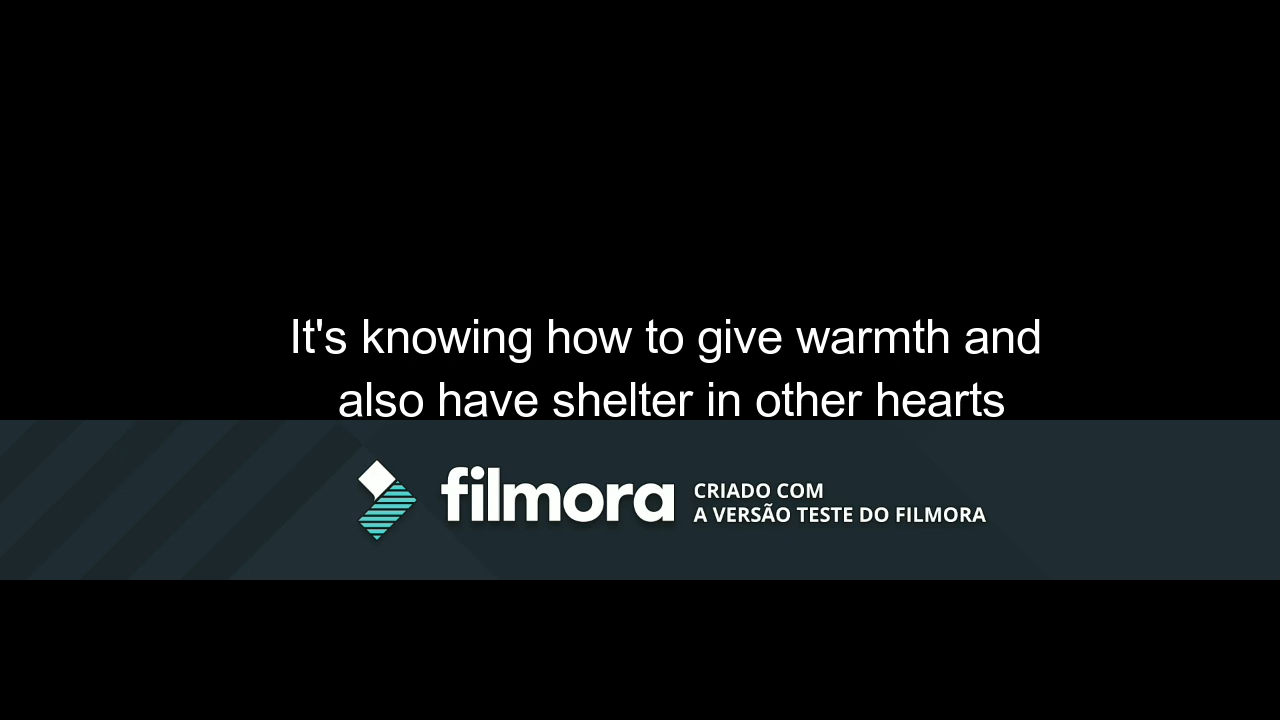 It's knowing how to give warmth and
also have shelter in other hearts
filmora
CRIADO COM
A VERSÃO TESTE DO FILMORA